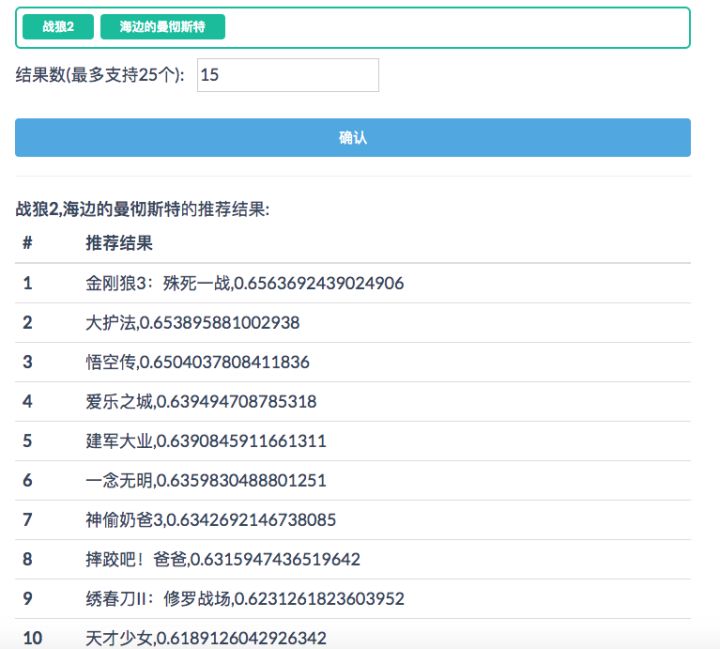 战狼2 海边的曼彻斯特
结果数(最多支持25个): 15
确认
战狼2,海边的曼彻斯特的推荐结果:
# 推荐结果
1 金刚狼3：殊死一战,0.6563692439024906
2 大护法,0.653895881002938
3 悟空传,0.6504037808411836
4 爱乐之城,0.639494708785318
5 建军大业,0.6390845911661311
6 一念无明,0.6359830488801251
7 神偷奶爸3,0.6342692146738085
8 摔跤吧！爸爸,0.6315947436519642
9 绣春刀II：修罗战场,0.6231261823603952
10 天才少女,0.6189126042926342